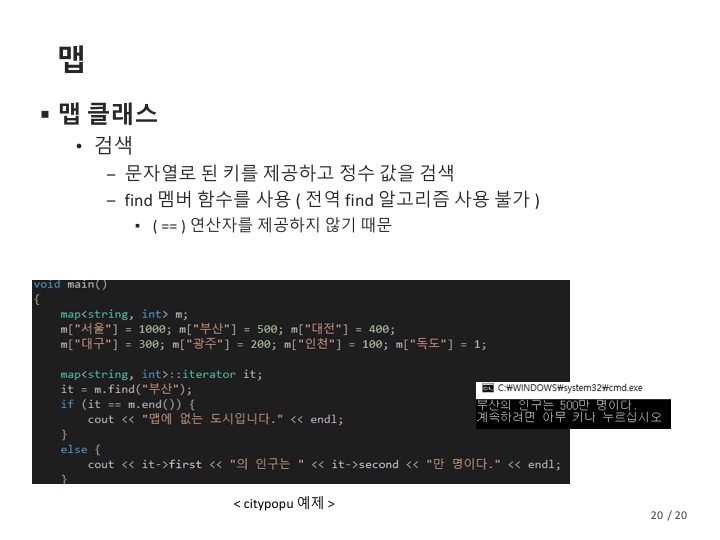 맵
▪ 맵 클래스
• 검색
– 문자열로 된 키를 제공하고 정수 값을 검색
– find 멤버 함수를 사용 ( 전역 find 알고리즘 사용 불가 )
▪ ( == ) 연산자를 제공하지 않기 때문
void main()
{
map<string, int> m;
m["서울"] = 1000; m["부산"] = 500; m["대전"] = 400;
m["대구"] = 300; m["광주"] = 200; m["인천"] = 100; m["독도"] = 1;
map<string, int>::iterator it;
it = m.find("부산");
if (it == m.end()) {
cout << "맵에 없는 도시입니다." << endl;
}
else {
cout << it->first << "의 인구는 " << it->second << "만 명이다." << endl;
}
C:₩WINDOWS₩system32₩cmd.exe
부산의 인구는 500만 명이다.
계속하려면 아무 키나 누르십시오
< citypopu 예제 >
20 / 20